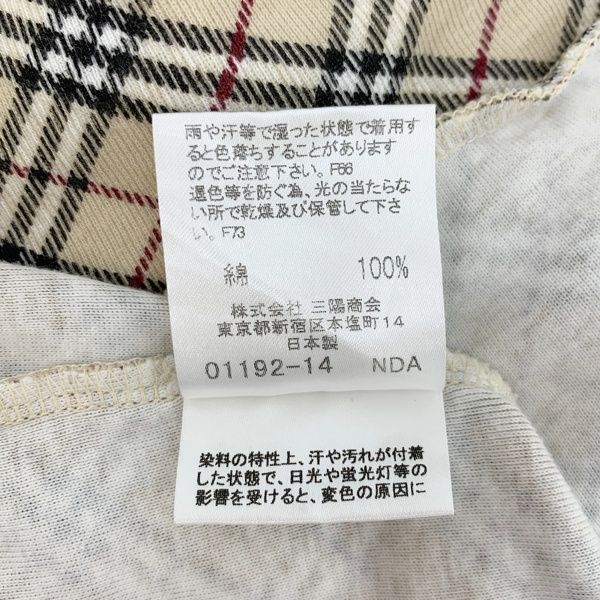 雨や汗等で湿った状態で着用す
ると色落ちすることがあります
のでご注意下さい。F66
退色等を防ぐ為、光の当たらな
い所で乾燥及び保管して下さ
い。F73
綿 100%
株式会社 三陽商会
東京都新宿区本塩町14
日本製
01192-14 NDA
染料の特性上、汗や汚れが付着
した状態で、日光や蛍光灯等の
影響を受けると、変色の原因に